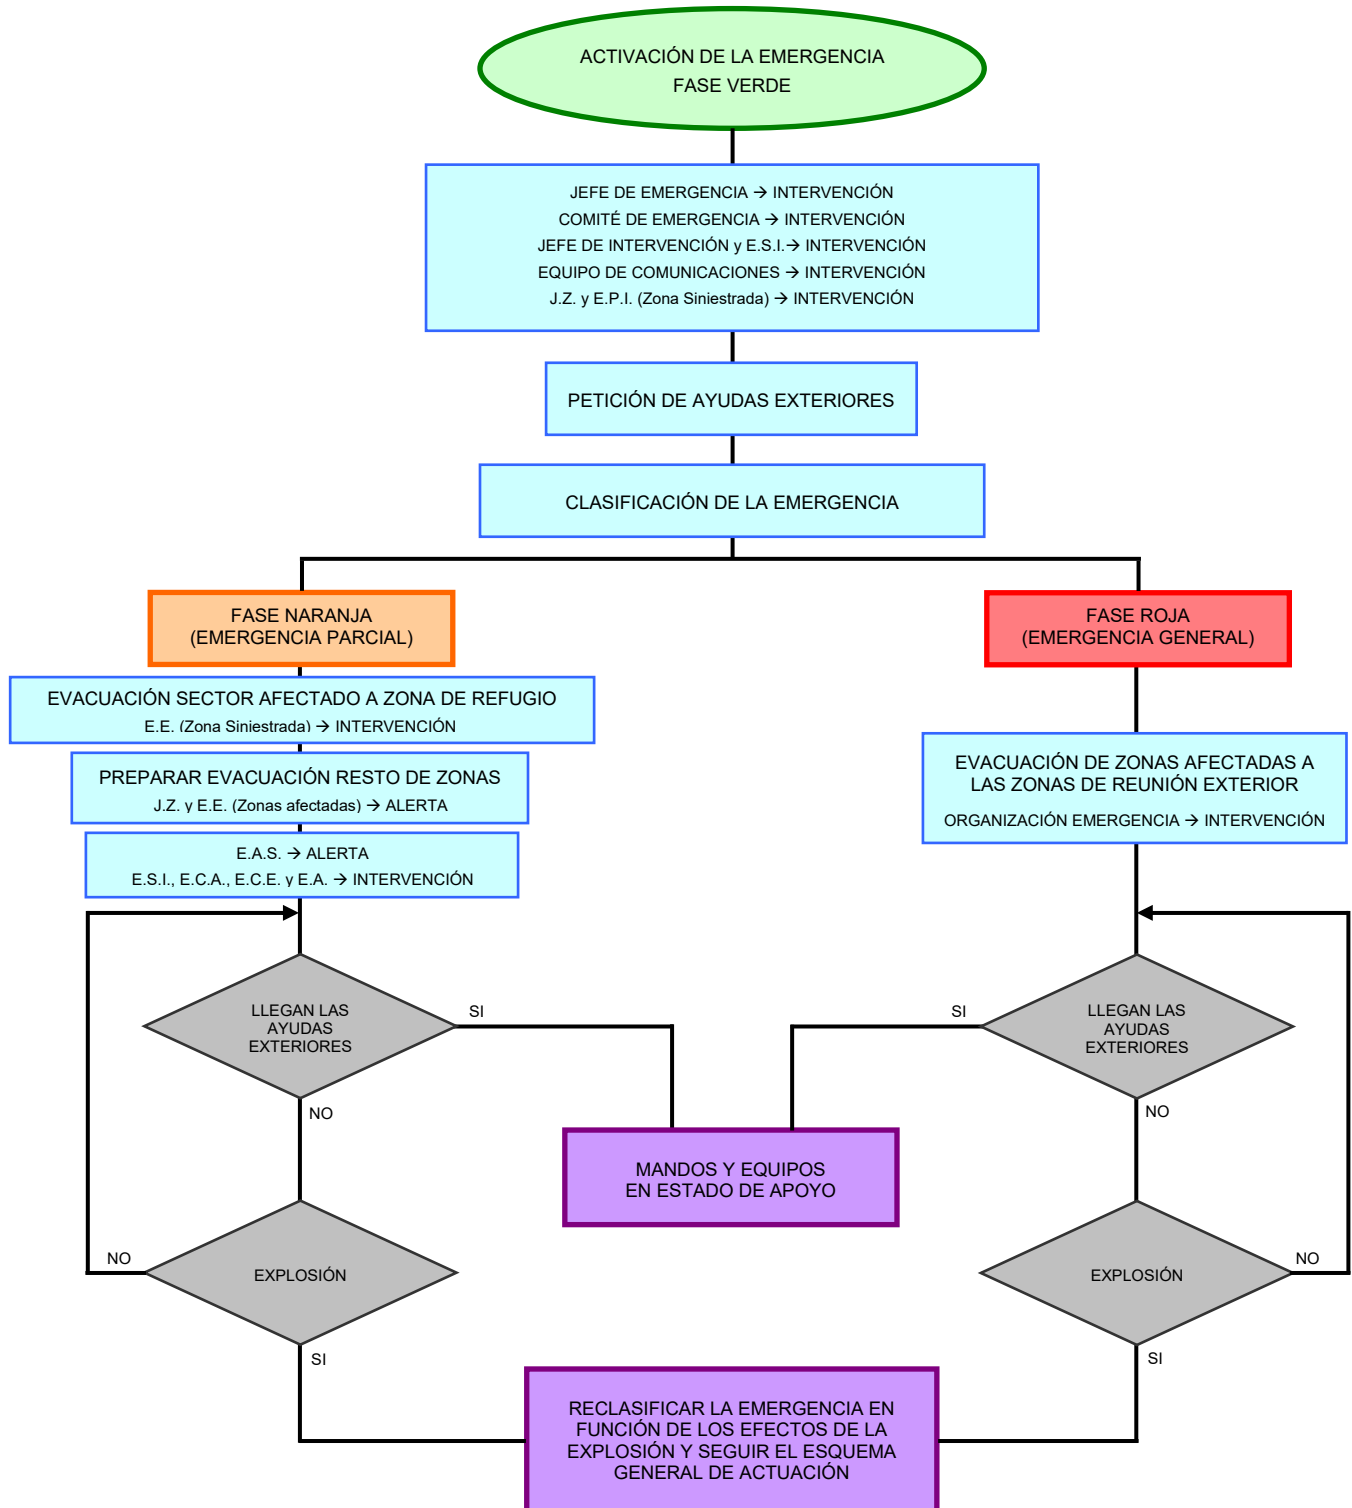 ACTIVACIÓN DE LA EMERGENCIA
FASE VERDE
JEFE DE EMERGENCIA → INTERVENCIÓN
COMITÉ DE EMERGENCIA → INTERVENCIÓN
JEFE DE INTERVENCIÓN y E.S.I.→ INTERVENCIÓN
EQUIPO DE COMUNICACIONES → INTERVENCIÓN
J.Z. y E.P.I. (Zona Siniestrada) → INTERVENCIÓN
PETICIÓN DE AYUDAS EXTERIORES
CLASIFICACIÓN DE LA EMERGENCIA
FASE NARANJA
(EMERGENCIA PARCIAL)
EVACUACIÓN SECTOR AFECTADO A ZONA DE REFUGIO
E.E. (Zona Siniestrada) → INTERVENCIÓN
PREPARAR EVACUACIÓN RESTO DE ZONAS
J.Z. y E.E. (Zonas afectadas) → ALERTA
E.A.S. → ALERTA
E.S.I., E.C.A., E.C.E. y E.A. → INTERVENCIÓN
FASE ROJA
(EMERGENCIA GENERAL)
EVACUACIÓN DE ZONAS AFECTADAS A
LAS ZONAS DE REUNIÓN EXTERIOR
ORGANIZACIÓN EMERGENCIA → INTERVENCIÓN
LLEGAN LAS
AYUDAS
EXTERIORES
SI
NO
SI
LLEGAN LAS
AYUDAS
EXTERIORES
NO
MANDOS Y EQUIPOS
EN ESTADO DE APOYO
NO
EXPLOSIÓN
SI
EXPLOSIÓN
NO
SI
RECLASIFICAR LA EMERGENCIA EN
FUNCIÓN DE LOS EFECTOS DE LA
EXPLOSIÓN Y SEGUIR EL ESQUEMA
GENERAL DE ACTUACIÓN